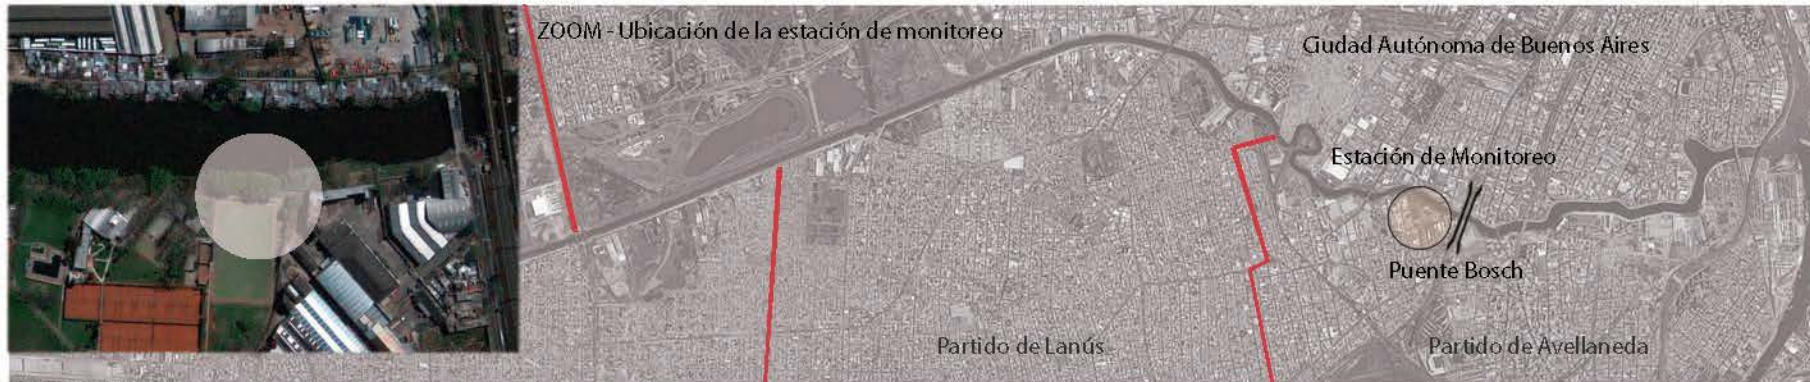 ZOOM - Ubicación de la estación de monitoreo
Ciudad Autónoma de Buenos Aires
Estación de Monitoreo
Puente Bosch
Partido de Lanús
Partido de Avellaneda